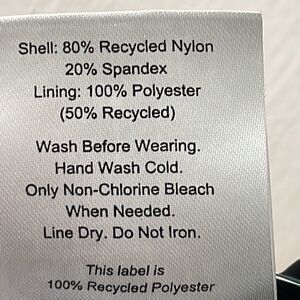 Shell: 80% Recycled Nylon
20% Spandex
Lining: 100% Polyester
(50% Recycled)
Wash Before Wearing.
Hand Wash Cold.
Only Non-Chlorine Bleach
When Needed.
Line Dry. Do Not Iron.
This label is
100% Recycled Polyester